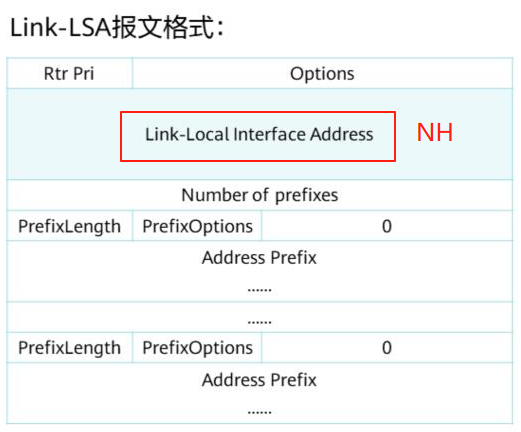 Link-LSA报文格式：
Rtr Pri Options
Link-Local Interface Address NH
Number of prefixes
PrefixLength PrefixOptions 0
Address Prefix
......
......
PrefixLength PrefixOptions 0
Address Prefix
......